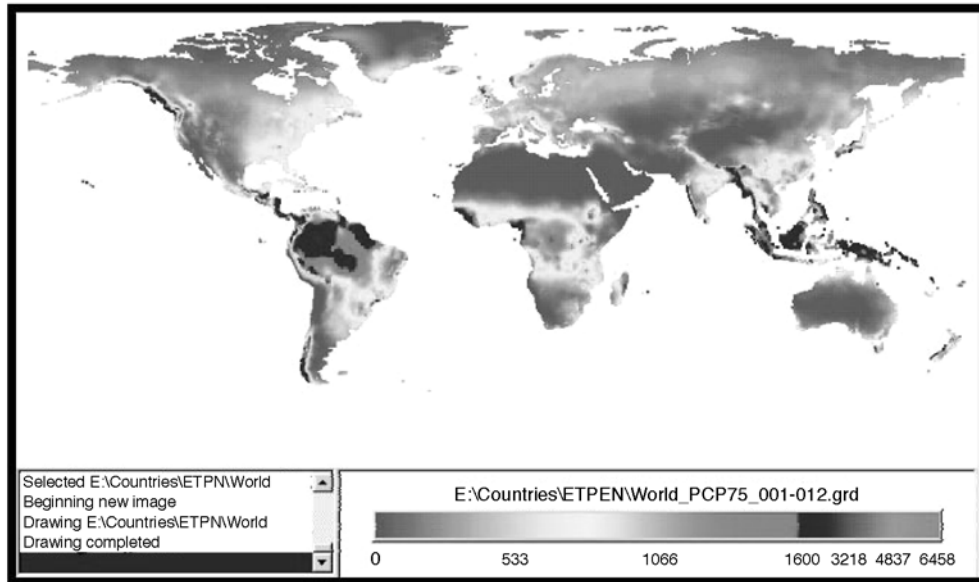 Selected E:\Countries\ETPN\World
Beginning new image
Drawing E:\Countries\ETPN\World
Drawing completed
E:\Countries\ETPEN\World_PCP75_001-012.grd
0 533 1066 1600 3218 4837 6458